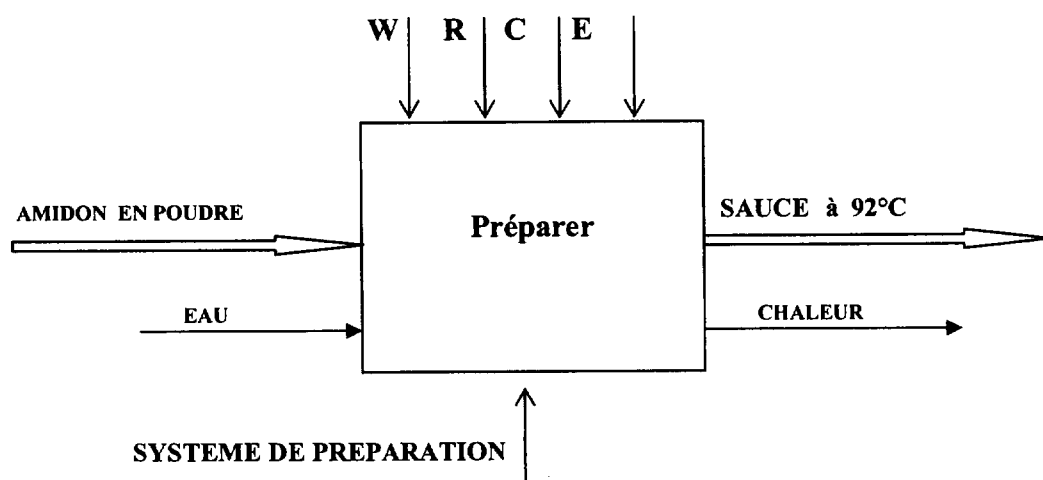 W R C E
AMIDON EN POUDRE
Préparer
SAUCE à 92°C
EAU
CHALEUR
SYSTEME DE PREPARATION